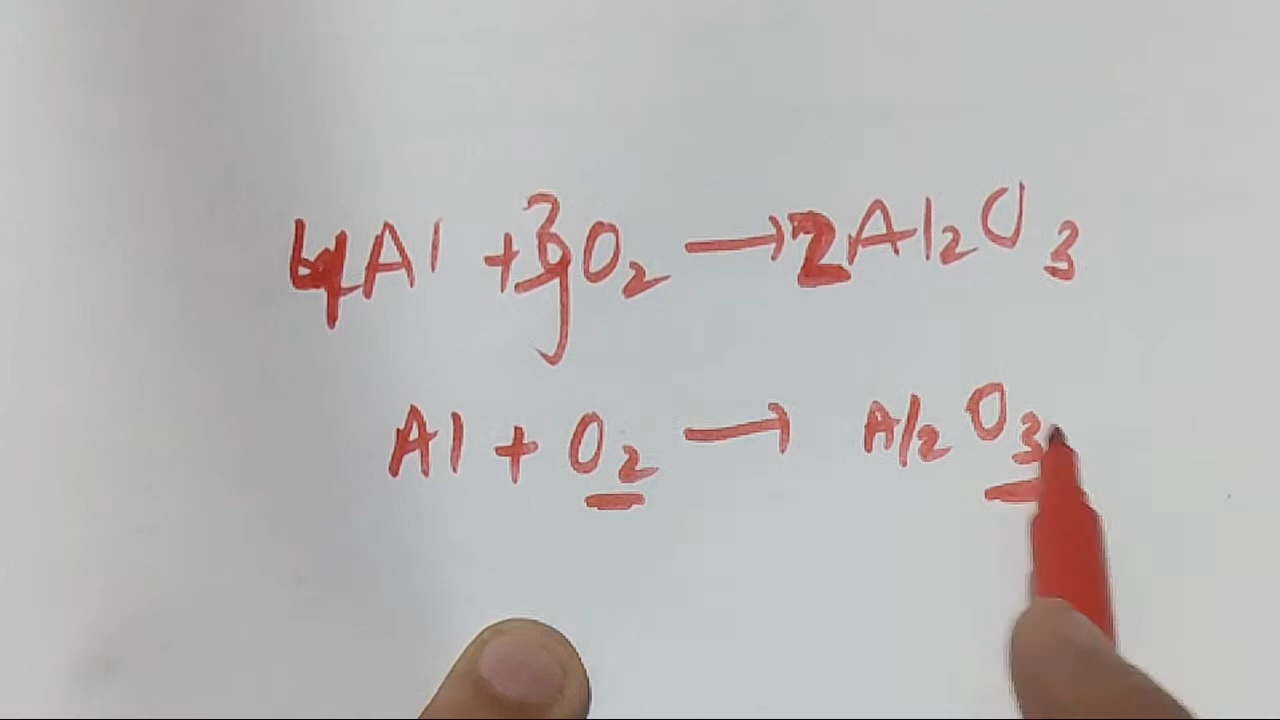 4Al + 3O2 → 2Al2O3
Al + O2 → Al2O3